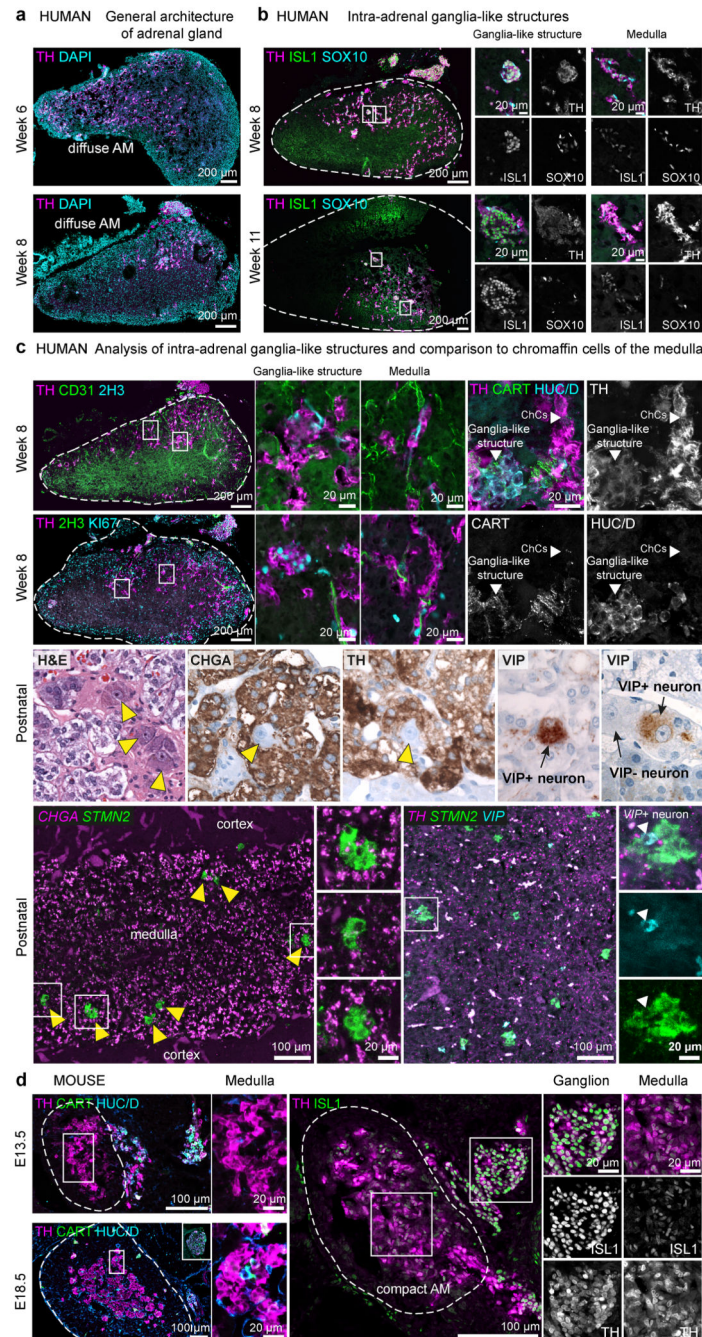 a HUMAN General architecture
of adrenal gland
TH DAPI
Week 6
diffuse AM
200 µm
TH DAPI
diffuse AM
Week 8
200 µm
b HUMAN Intra-adrenal ganglia-like structures
Ganglia-like structure Medulla
TH ISL1 SOX10
Week 8
200 µm
20 µm
TH
20 µm
TH
ISL1
SOX10
ISL1
SOX10
TH ISL1 SOX10
Week 11
200 µm
20 µm
TH
20 µm
TH
ISL1
SOX10
ISL1
SOX10
c HUMAN Analysis of intra-adrenal ganglia-like structures and comparison to chromaffin cells of the medulla
Ganglia-like structure Medulla
TH CD31 2H3
Week 8
200 µm
20 µm
20 µm
TH CART HUC/D
ChCs
Ganglia-like
structure
20 µm
TH
ChCs
Ganglia-like
structure
TH 2H3 KI67
Week 8
200 µm
20 µm
20 µm
CART
ChCs
Ganglia-like
structure
HUC/D
ChCs
Ganglia-like
structure
Postnatal
H&E
CHGA
TH
VIP
VIP+ neuron
VIP
VIP+ neuron
VIP- neuron
Postnatal
CHGA STMN2
cortex
medulla
cortex
100 µm
20 µm
TH STMN2 VIP
100 µm
VIP+ neuron
20 µm
d MOUSE Medulla
E13.5
TH CART HUC/D
100 µm
20 µm
E18.5
TH CART HUC/D
100 µm
20 µm
TH ISL1
compact AM
100 µm
Ganglion Medulla
20 µm
20 µm
ISL1
ISL1
TH
TH